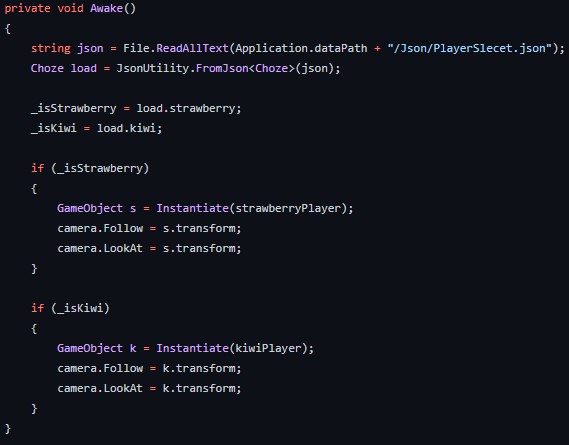 private void Awake()
{
    string json = File.ReadAllText(Application.dataPath + "/Json/PlayerSlecet.json");
    Choze load = JsonUtility.FromJson<Choze>(json);

    _isStrawberry = load.strawberry;
    _isKiwi = load.kiwi;

    if (_isStrawberry)
    {
        GameObject s = Instantiate(strawberryPlayer);
        camera.Follow = s.transform;
        camera.LookAt = s.transform;
    }

    if (_isKiwi)
    {
        GameObject k = Instantiate(kiwiPlayer);
        camera.Follow = k.transform;
        camera.LookAt = k.transform;
    }
}